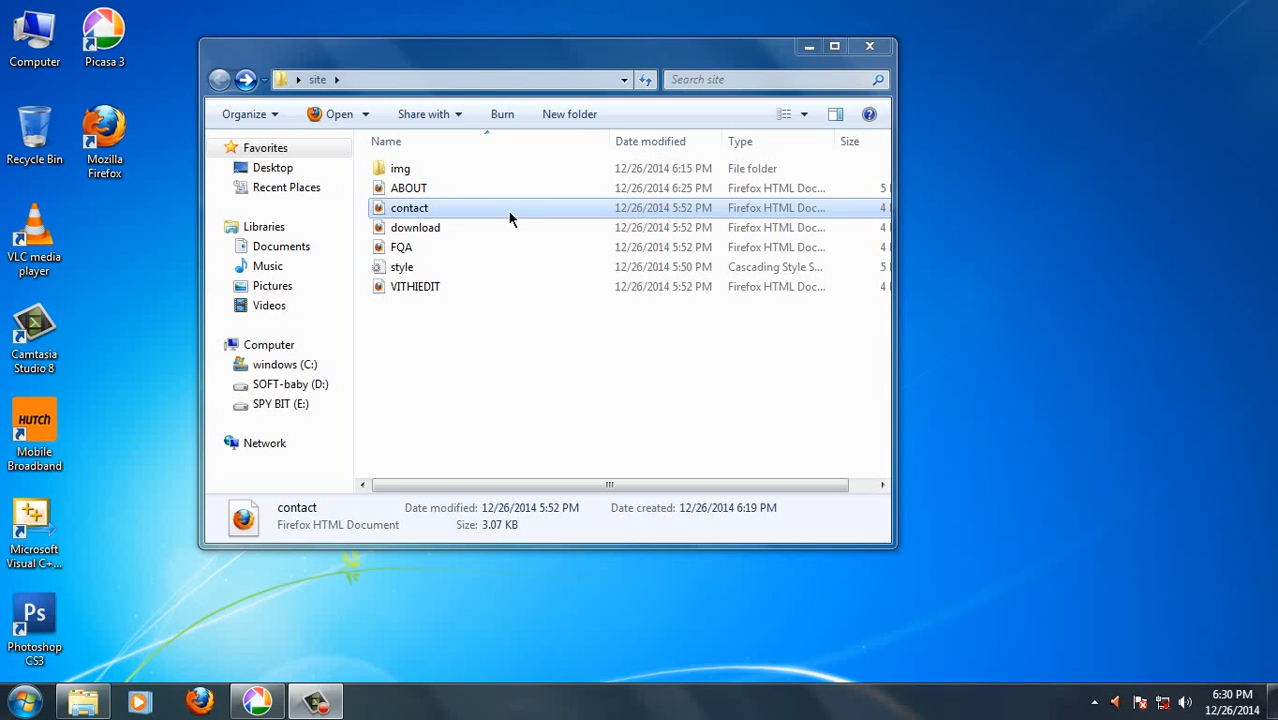 Computer
Picasa 3
Recycle Bin
Mozilla
Firefox
VLC media
player
Camtasia
Studio 8
HUTCH
Mobile
Broadband
Microsoft
Visual C+...
Ps
Photoshop
CS3
site
Search site
Organize
Open
Share with
Burn
New folder
Name
Date modified
Type
Size
Favorites
Desktop
Recent Places
Libraries
Documents
Music
Pictures
Videos
Computer
windows (C:)
SOFT-baby (D:)
SPY BIT (E:)
Network
img 12/26/2014 6:15 PM File folder
ABOUT 12/26/2014 6:25 PM Firefox HTML Doc... 5
contact 12/26/2014 5:52 PM Firefox HTML Doc... 4
download 12/26/2014 5:52 PM Firefox HTML Doc... 4
FQA 12/26/2014 5:52 PM Firefox HTML Doc... 4
style 12/26/2014 5:50 PM Cascading Style S... 5
VITHIEDIT 12/26/2014 5:52 PM Firefox HTML Doc... 4
contact Date modified: 12/26/2014 5:52 PM Date created: 12/26/2014 6:19 PM
Firefox HTML Document Size: 3.07 KB
6:30 PM
12/26/2014